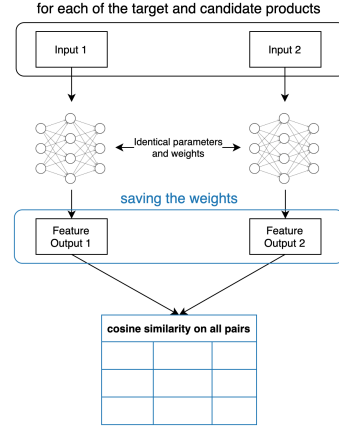 for each of the target and candidate products
Input 1
Input 2
Identical parameters
and weights
saving the weights
Feature
Output 1
Feature
Output 2
cosine similarity on all pairs